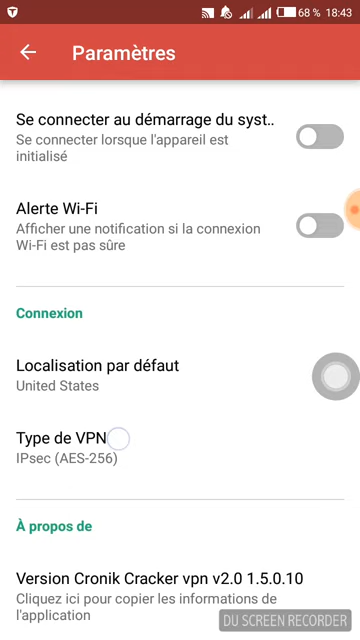 68 % 18:43
Paramètres
Se connecter au démarrage du syst..
Se connecter lorsque l'appareil est
initialisé
Alerte Wi-Fi
Afficher une notification si la connexion
Wi-Fi est pas sûre
Connexion
Localisation par défaut
United States
Type de VPN
IPsec (AES-256)
À propos de
Version Cronik Cracker vpn v2.0 1.5.0.10
Cliquez ici pour copier les informations de
l'application
DU SCREEN RECORDER